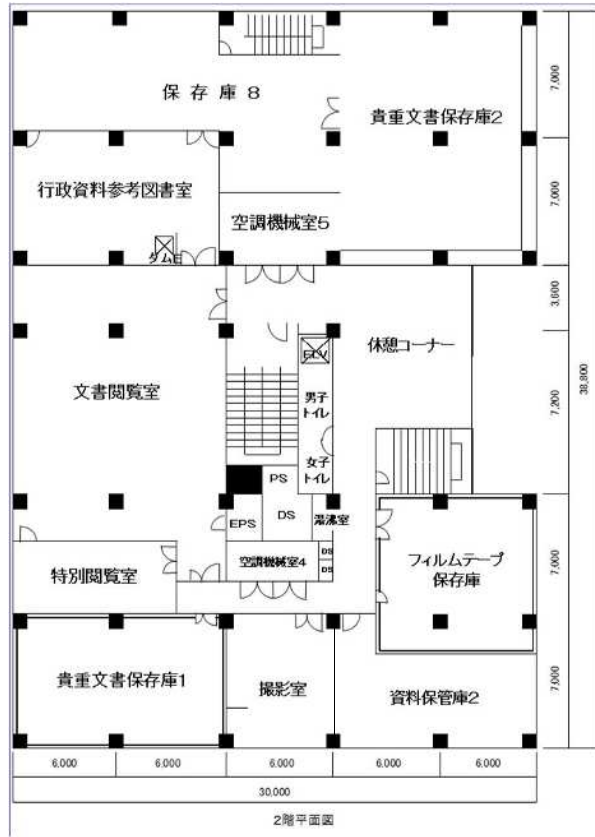 保存庫8
貴重文書保存庫2
7,000
行政資料参考図書室
7,000
空調機械室5
ダムE
3,600
休憩コーナー
ELV
38,800
文書閲覧室
男子
トイレ
7,200
女子
トイレ
PS
EPS
DS
湯沸室
空調機械室4
DS
DS
フィルムテープ
保存庫
7,000
特別閲覧室
貴重文書保存庫1
撮影室
資料保管庫2
7,000
6,000
6,000
6,000
6,000
6,000
30,000
2階平面図